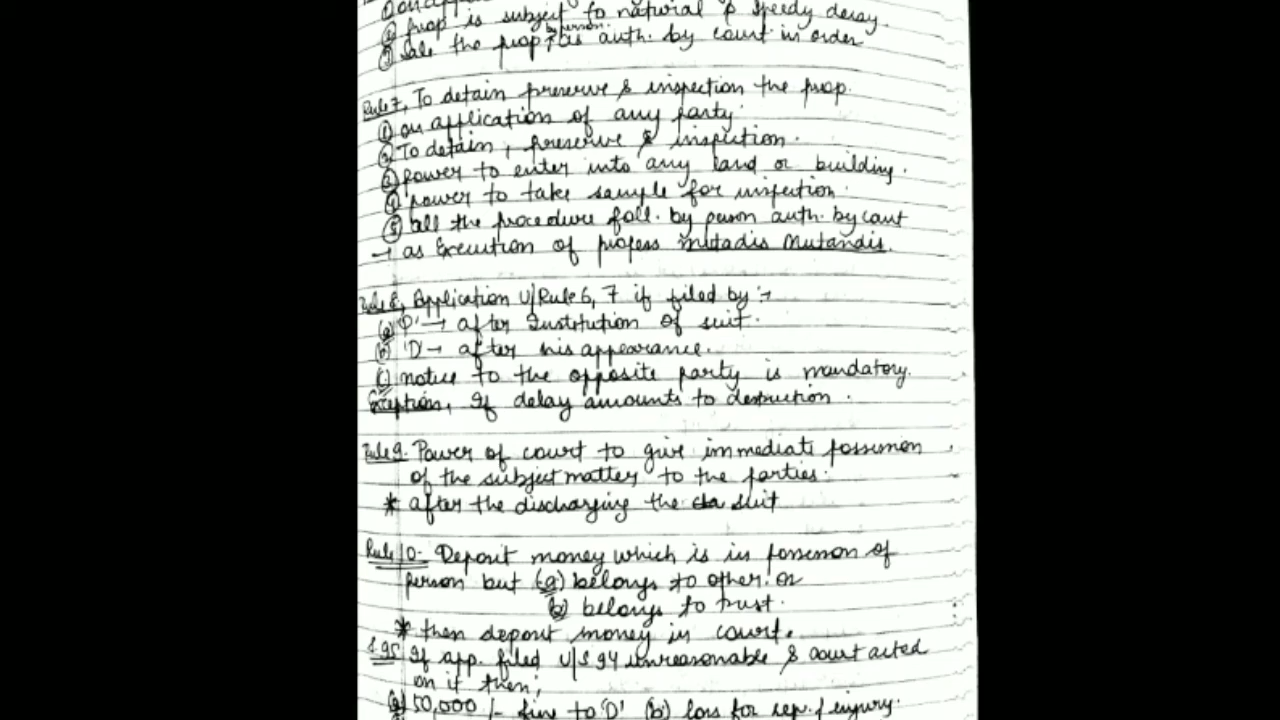 ① on app
② prop is subject to natural & speedy decay.
by person.
③ sale the prop as auth. by court in order
Rule 7, To detain preserve & inspection the prop.
① on application of any party
② To detain, preserve & inspection.
③ power to enter into any land or building.
④ power to take sample for inspection.
⑤ all the procedure foll. by person auth. by court
→ as Execution of profess mutadis Mutandis.
Rule 8, Application U/Rule 6, 7 if filed by :→
(a) 'P' → after Institution of suit.
(b) 'D' → after his appearance.
(c) notice to the opposite party is mandatory.
Exception, If delay amounts to destruction.
Rule 9. Power of court to give immediate possession
of the subject matter to the parties.
* after the discharging the suit
Rule 10- Deposit money which is in possession of
person but (a) belongs to other. or
(b) belongs to trust.
* then deposit money in court.
S.95 If app. filed U/S 94 unreasonable & court acted
on it then;
(a) 50,000/- fine to 'D' (b) loss for rep. injury.